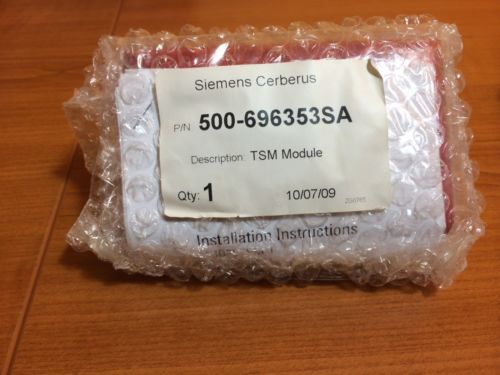 Siemens Cerberus
P/N: 500-696353SA
Description: TSM Module
Qty: 1 10/07/09
Installation Instructions